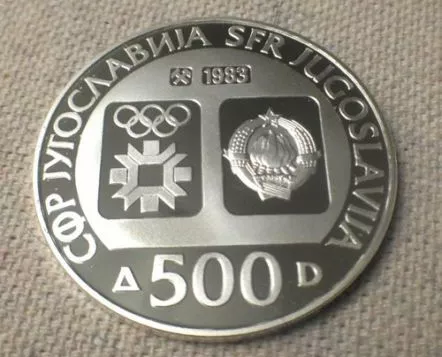 СФР ЈУГОСЛАВИЈА SFR JUGOSLAVIJA
1983
Д 500 D